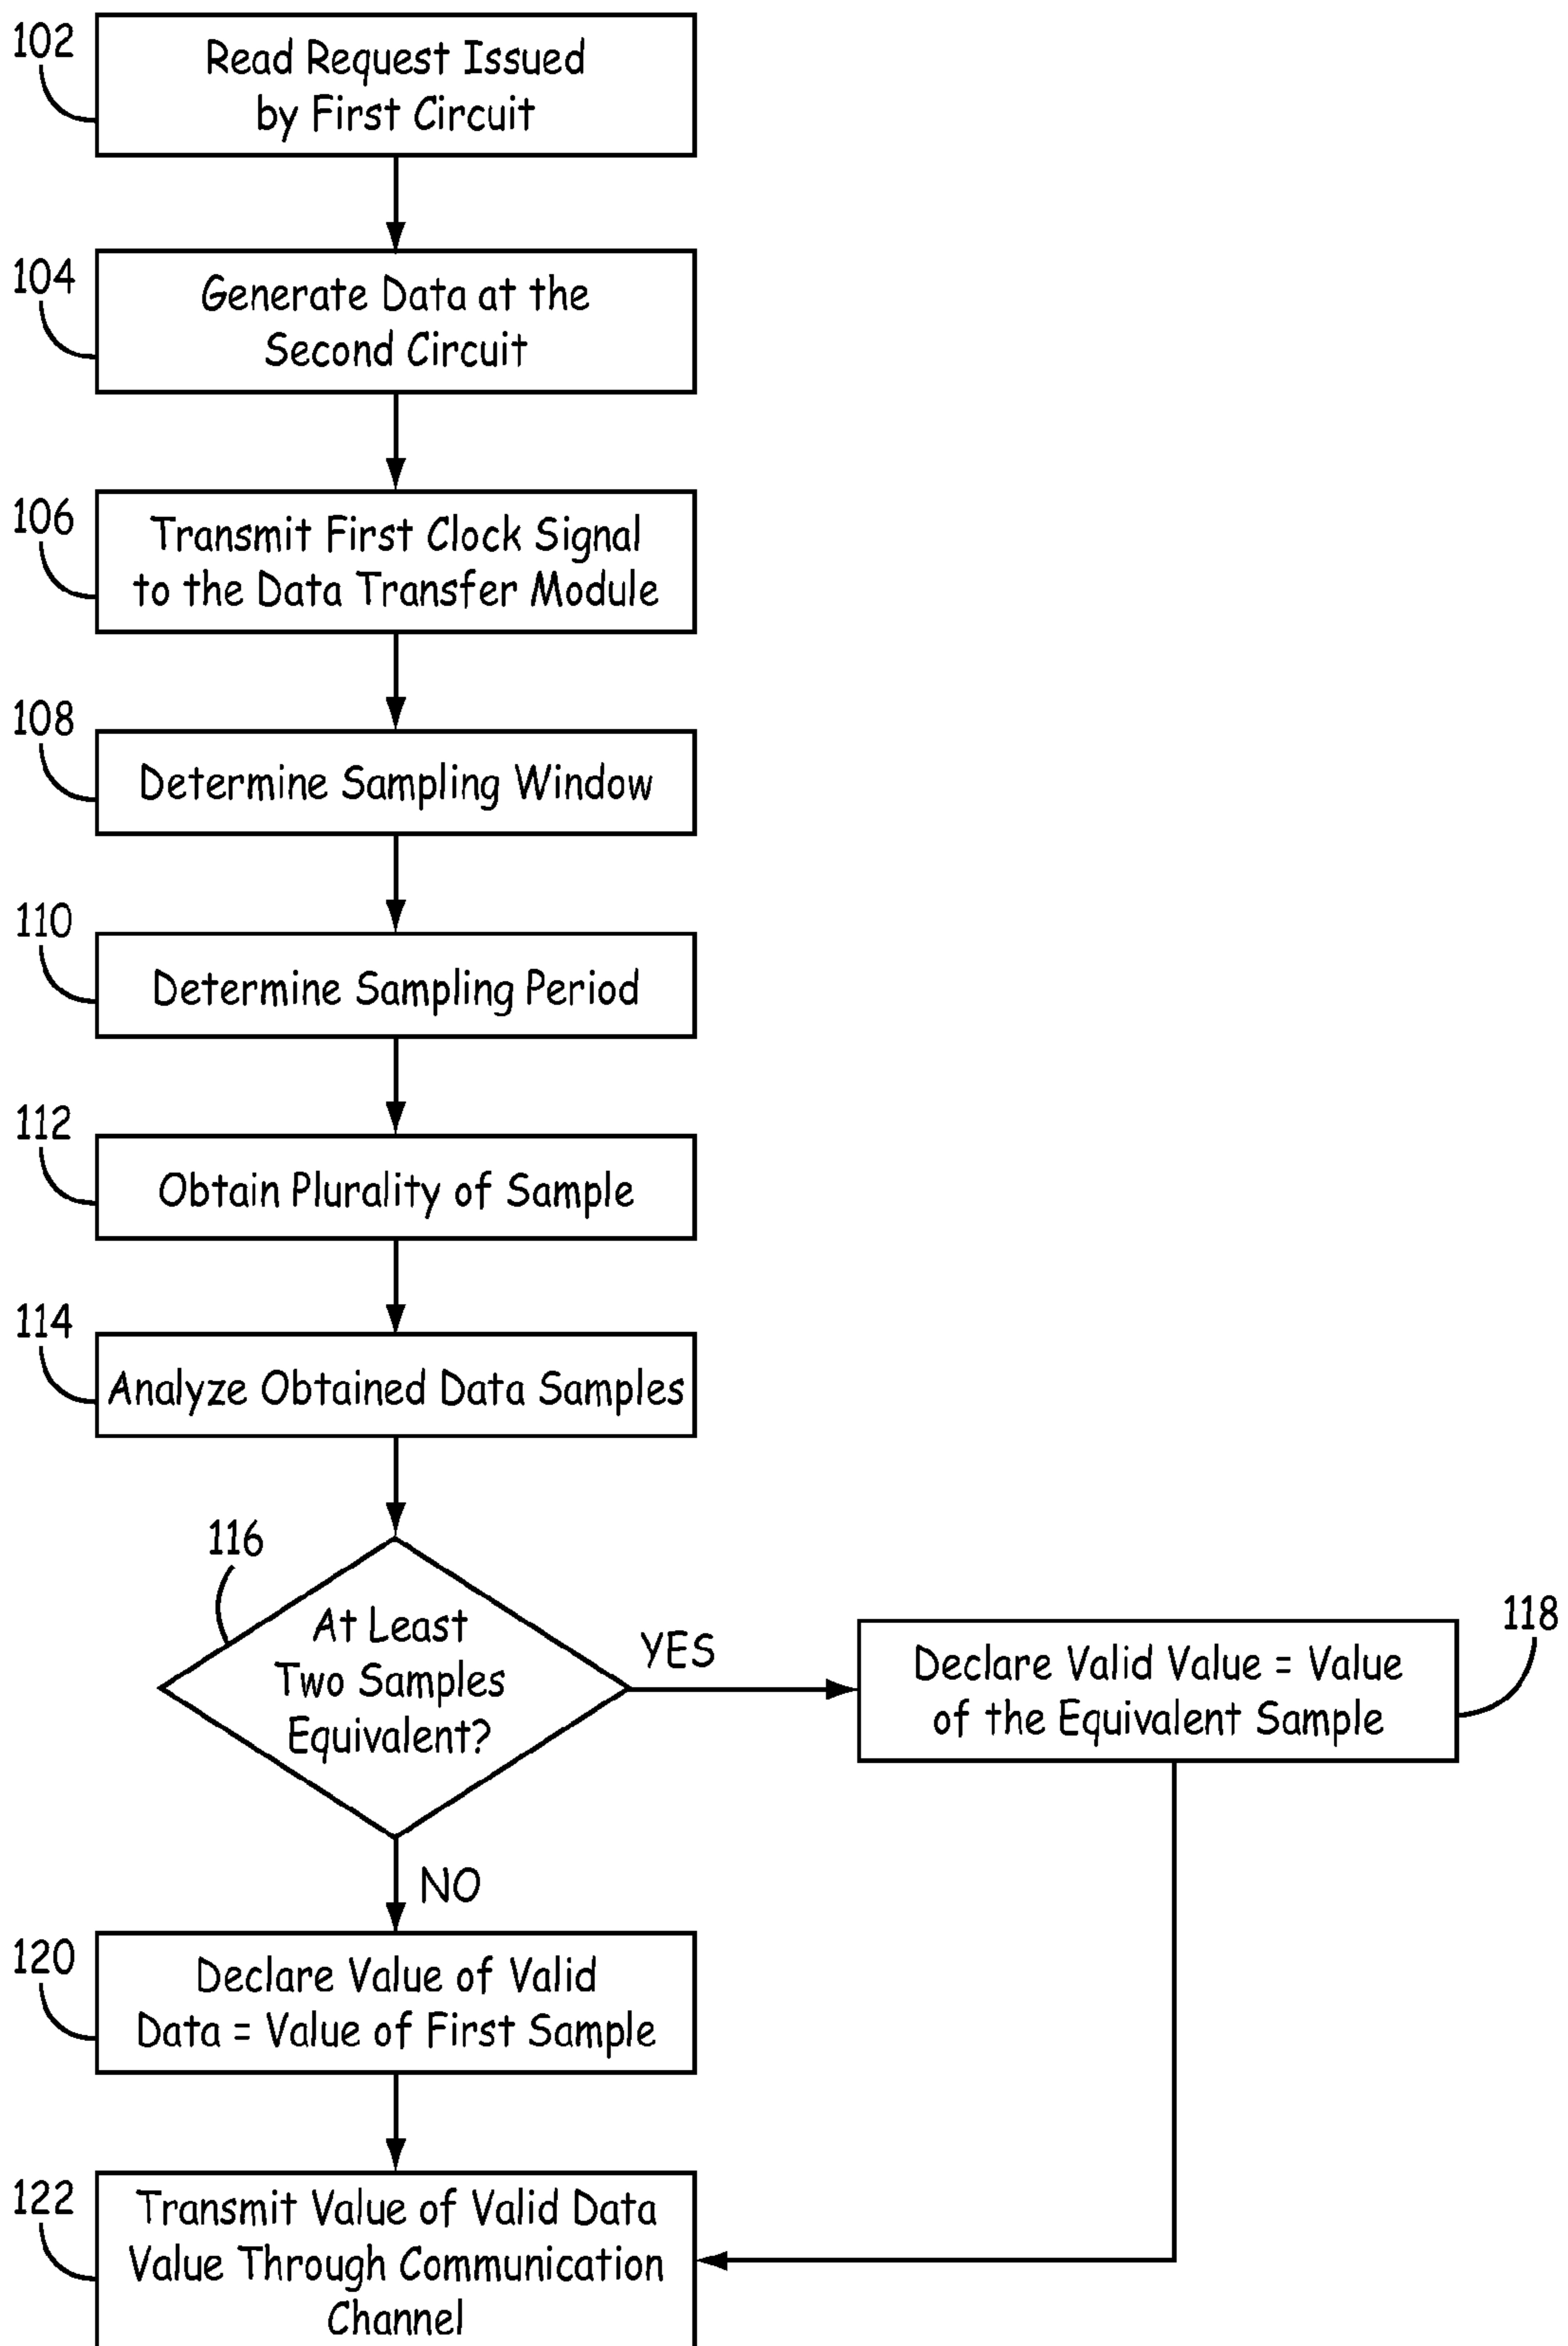 102
Read Request Issued
by First Circuit
104
Generate Data at the
Second Circuit
106
Transmit First Clock Signal
to the Data Transfer Module
108
Determine Sampling Window
110
Determine Sampling Period
112
Obtain Plurality of Sample
114
Analyze Obtained Data Samples
116
At Least
Two Samples
Equivalent?
YES
118
Declare Valid Value = Value
of the Equivalent Sample
NO
120
Declare Value of Valid
Data = Value of First Sample
122
Transmit Value of Valid Data
Value Through Communication
Channel